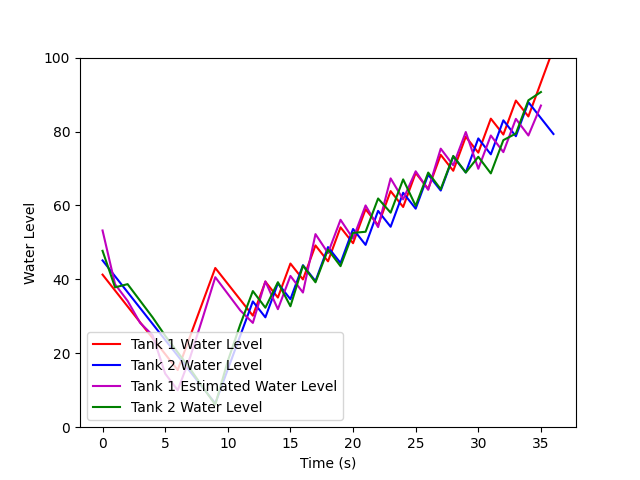 100
80
60
40
20
0
Water Level
Tank 1 Water Level
Tank 2 Water Level
Tank 1 Estimated Water Level
Tank 2 Water Level
0 5 10 15 20 25 30 35
Time (s)